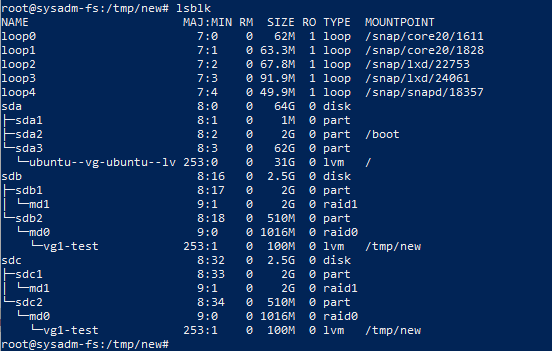 root@sysadm-fs:/tmp/new# lsblk
NAME                      MAJ:MIN RM  SIZE RO TYPE  MOUNTPOINT
loop0                       7:0    0   62M  1 loop  /snap/core20/1611
loop1                       7:1    0 63.3M  1 loop  /snap/core20/1828
loop2                       7:2    0 67.8M  1 loop  /snap/lxd/22753
loop3                       7:3    0 91.9M  1 loop  /snap/lxd/24061
loop4                       7:4    0 49.9M  1 loop  /snap/snapd/18357
sda                         8:0    0   64G  0 disk
├─sda1                      8:1    0    1M  0 part
├─sda2                      8:2    0    2G  0 part  /boot
└─sda3                      8:3    0   62G  0 part
  └─ubuntu--vg-ubuntu--lv 253:0    0   31G  0 lvm   /
sdb                         8:16   0  2.5G  0 disk
├─sdb1                      8:17   0    2G  0 part
│ └─md1                     9:1    0    2G  0 raid1
└─sdb2                      8:18   0  510M  0 part
  └─md0                     9:0    0 1016M  0 raid0
    └─vg1-test            253:1    0  100M  0 lvm   /tmp/new
sdc                         8:32   0  2.5G  0 disk
├─sdc1                      8:33   0    2G  0 part
│ └─md1                     9:1    0    2G  0 raid1
└─sdc2                      8:34   0  510M  0 part
  └─md0                     9:0    0 1016M  0 raid0
    └─vg1-test            253:1    0  100M  0 lvm   /tmp/new
root@sysadm-fs:/tmp/new#